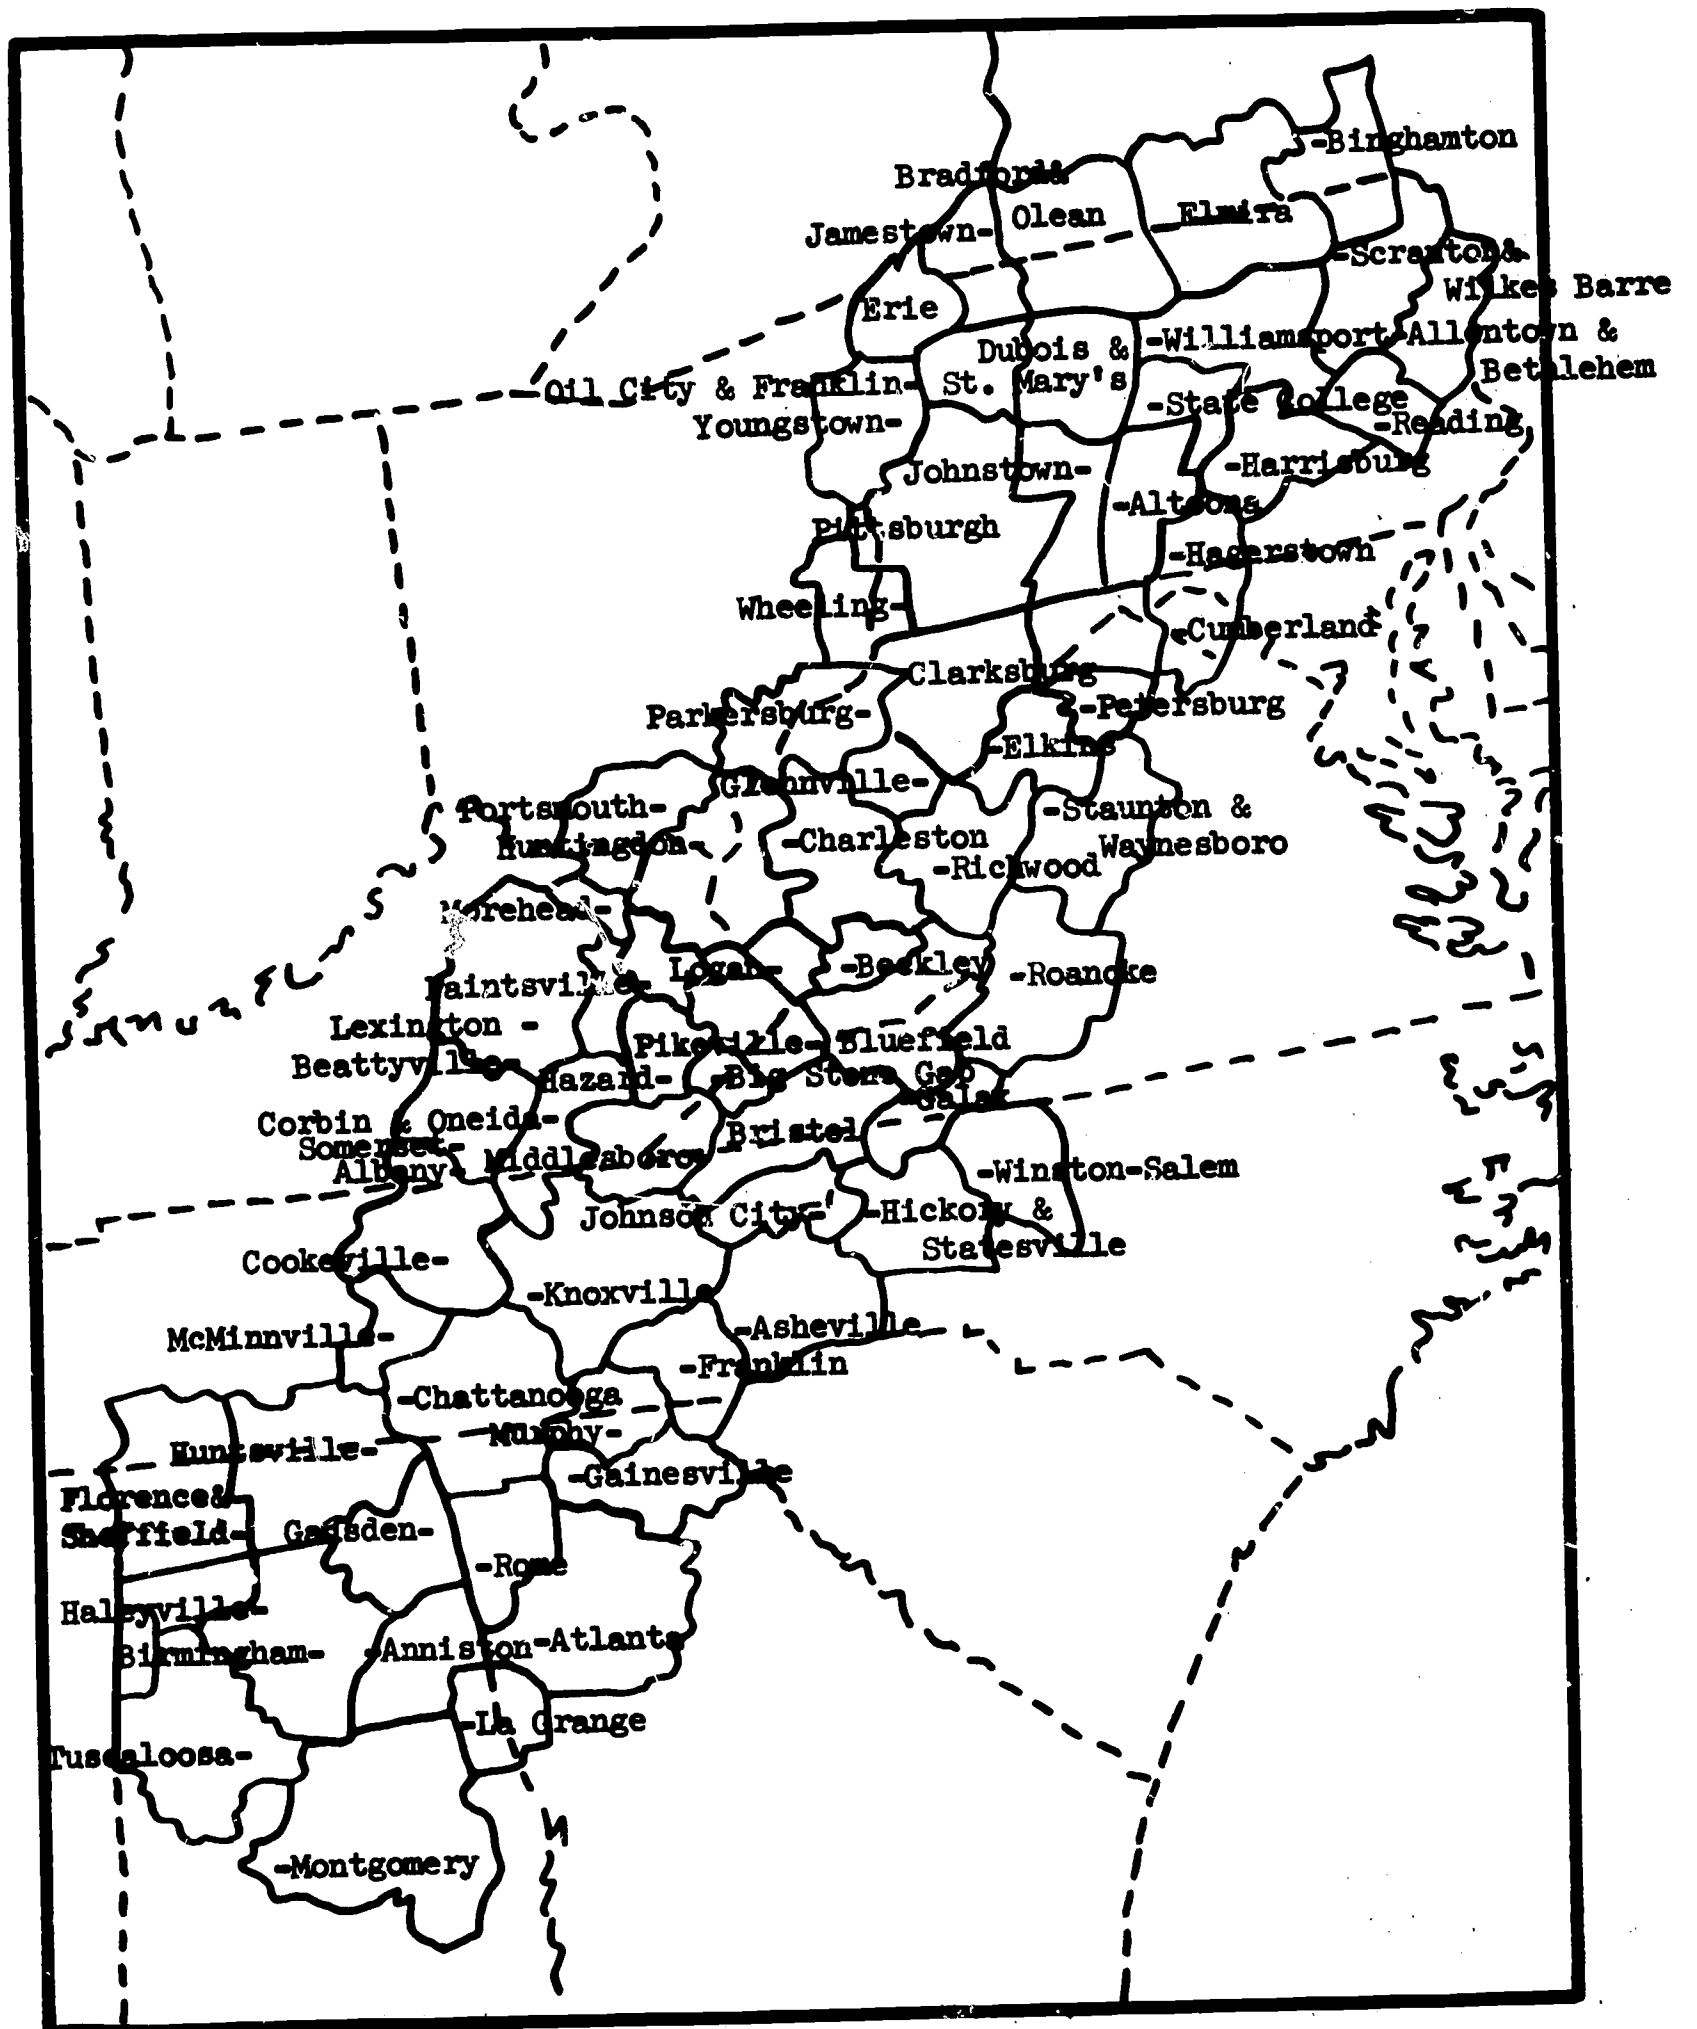 -Binghamton
Bradford&
Olean
Elmira
Jamestown-
-Scranton&
Wilkes Barre
Erie
-Williamsport
-Allentown &
Bethlehem
Dubois &
St. Mary's
Oil City & Franklin-
-State College
Youngstown-
-Reading
Johnstown-
-Harrisburg
-Altoona
Pittsburgh
-Hagerstown
Wheeling-
-Cumberland
Clarksburg
Parkersburg-
-Petersburg
-Elkins
Glennville-
Portsmouth-
-Staunton &
Waynesboro
Huntingdon-
-Charleston
-Richwood
Morehead-
Logan-
-Beckley
-Roanoke
Paintsville-
Lexington -
Pikeville-
Bluefield
Beattyville-
Hazard-
-Big Stone Gap
-Galax
Corbin & Oneida-
Bristol
Somerset-
Albany-
Middlesboro-
-Winston-Salem
Johnson City-
-Hickory &
Statesville
Cookeville-
-Knoxville
McMinnville-
-Asheville
-Franklin
-Chattanooga
Murphy-
Huntsville-
-Gainesville
Florence&
Sheffield-
Gadsden-
-Rome
Haleyville-
Birmingham-
-Anniston
-Atlanta
-La Grange
Tuscaloosa-
-Montgomery